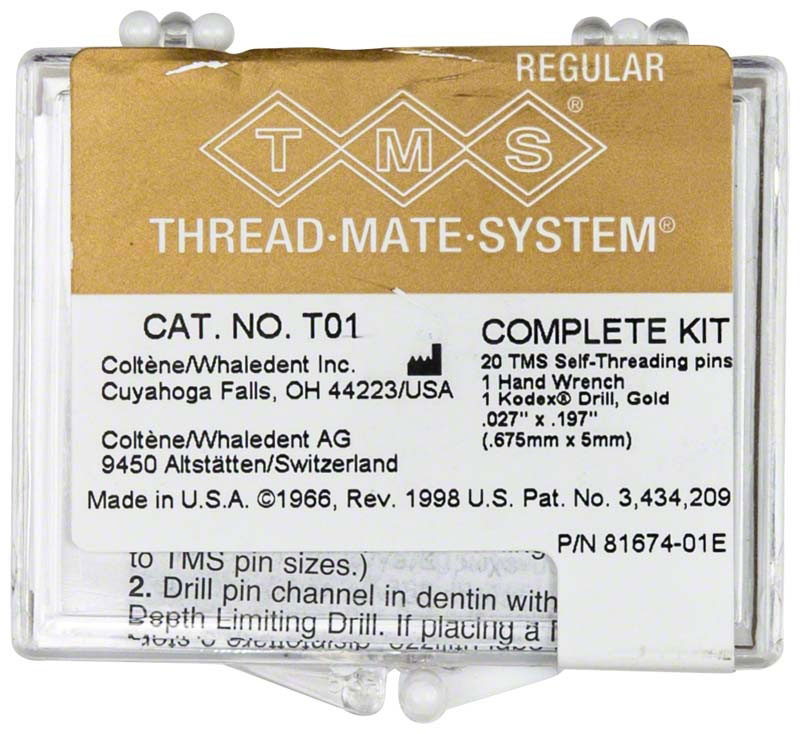 REGULAR
TMS®
THREAD·MATE·SYSTEM®
CAT. NO. T01
Coltène/Whaledent Inc.
Cuyahoga Falls, OH 44223/USA
Coltène/Whaledent AG
9450 Altstätten/Switzerland
COMPLETE KIT
20 TMS Self-Threading pins
1 Hand Wrench
1 Kodex® Drill, Gold
.027" x .197"
(.675mm x 5mm)
Made in U.S.A. ©1966, Rev. 1998 U.S. Pat. No. 3,434,209
P/N 81674-01E
to TMS pin sizes.)
2. Drill pin channel in dentin with
Depth Limiting Drill. If placing a